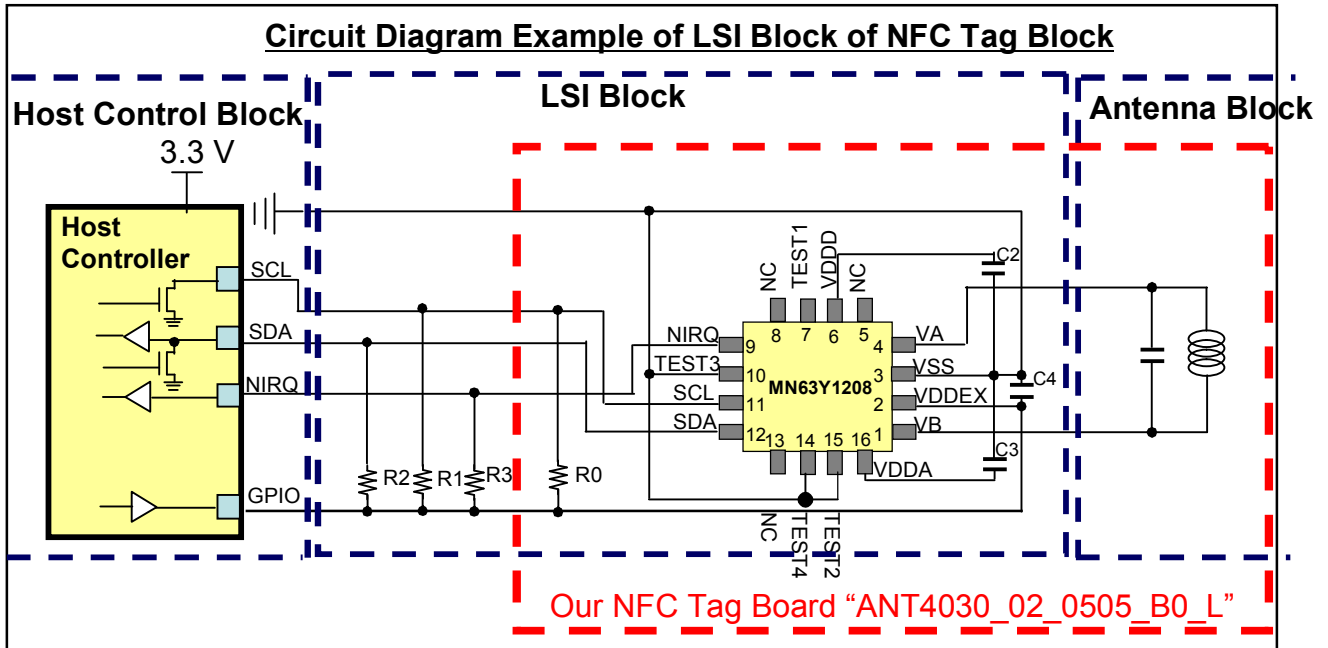 Circuit Diagram Example of LSI Block of NFC Tag Block
Host Control Block
LSI Block
Antenna Block
3.3 V
Host
Controller
SCL
SDA
NIRQ
GPIO
R2
R1
R3
R0
NC
TEST1
VDDD
NC
C2
8
7
6
5
NIRQ
9
4
VA
TEST3
10
3
VSS
MN63Y1208
C4
SCL
11
2
VDDEX
SDA
12
1
VB
13
14
15
16
C3
VDDA
NC
TEST4
TEST2
Our NFC Tag Board “ANT4030_02_0505_B0_L”